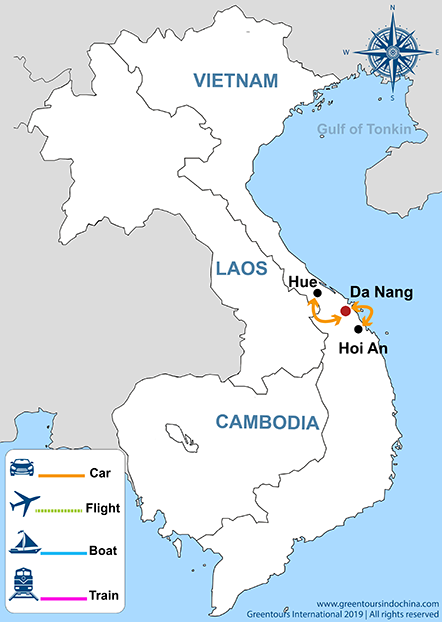 N
W
E
S
VIETNAM
Gulf of Tonkin
LAOS
Hue
Da Nang
Hoi An
CAMBODIA
Car
Flight
Boat
Train
www.greentoursindochina.com
Greentours International 2019 | All rights reserved